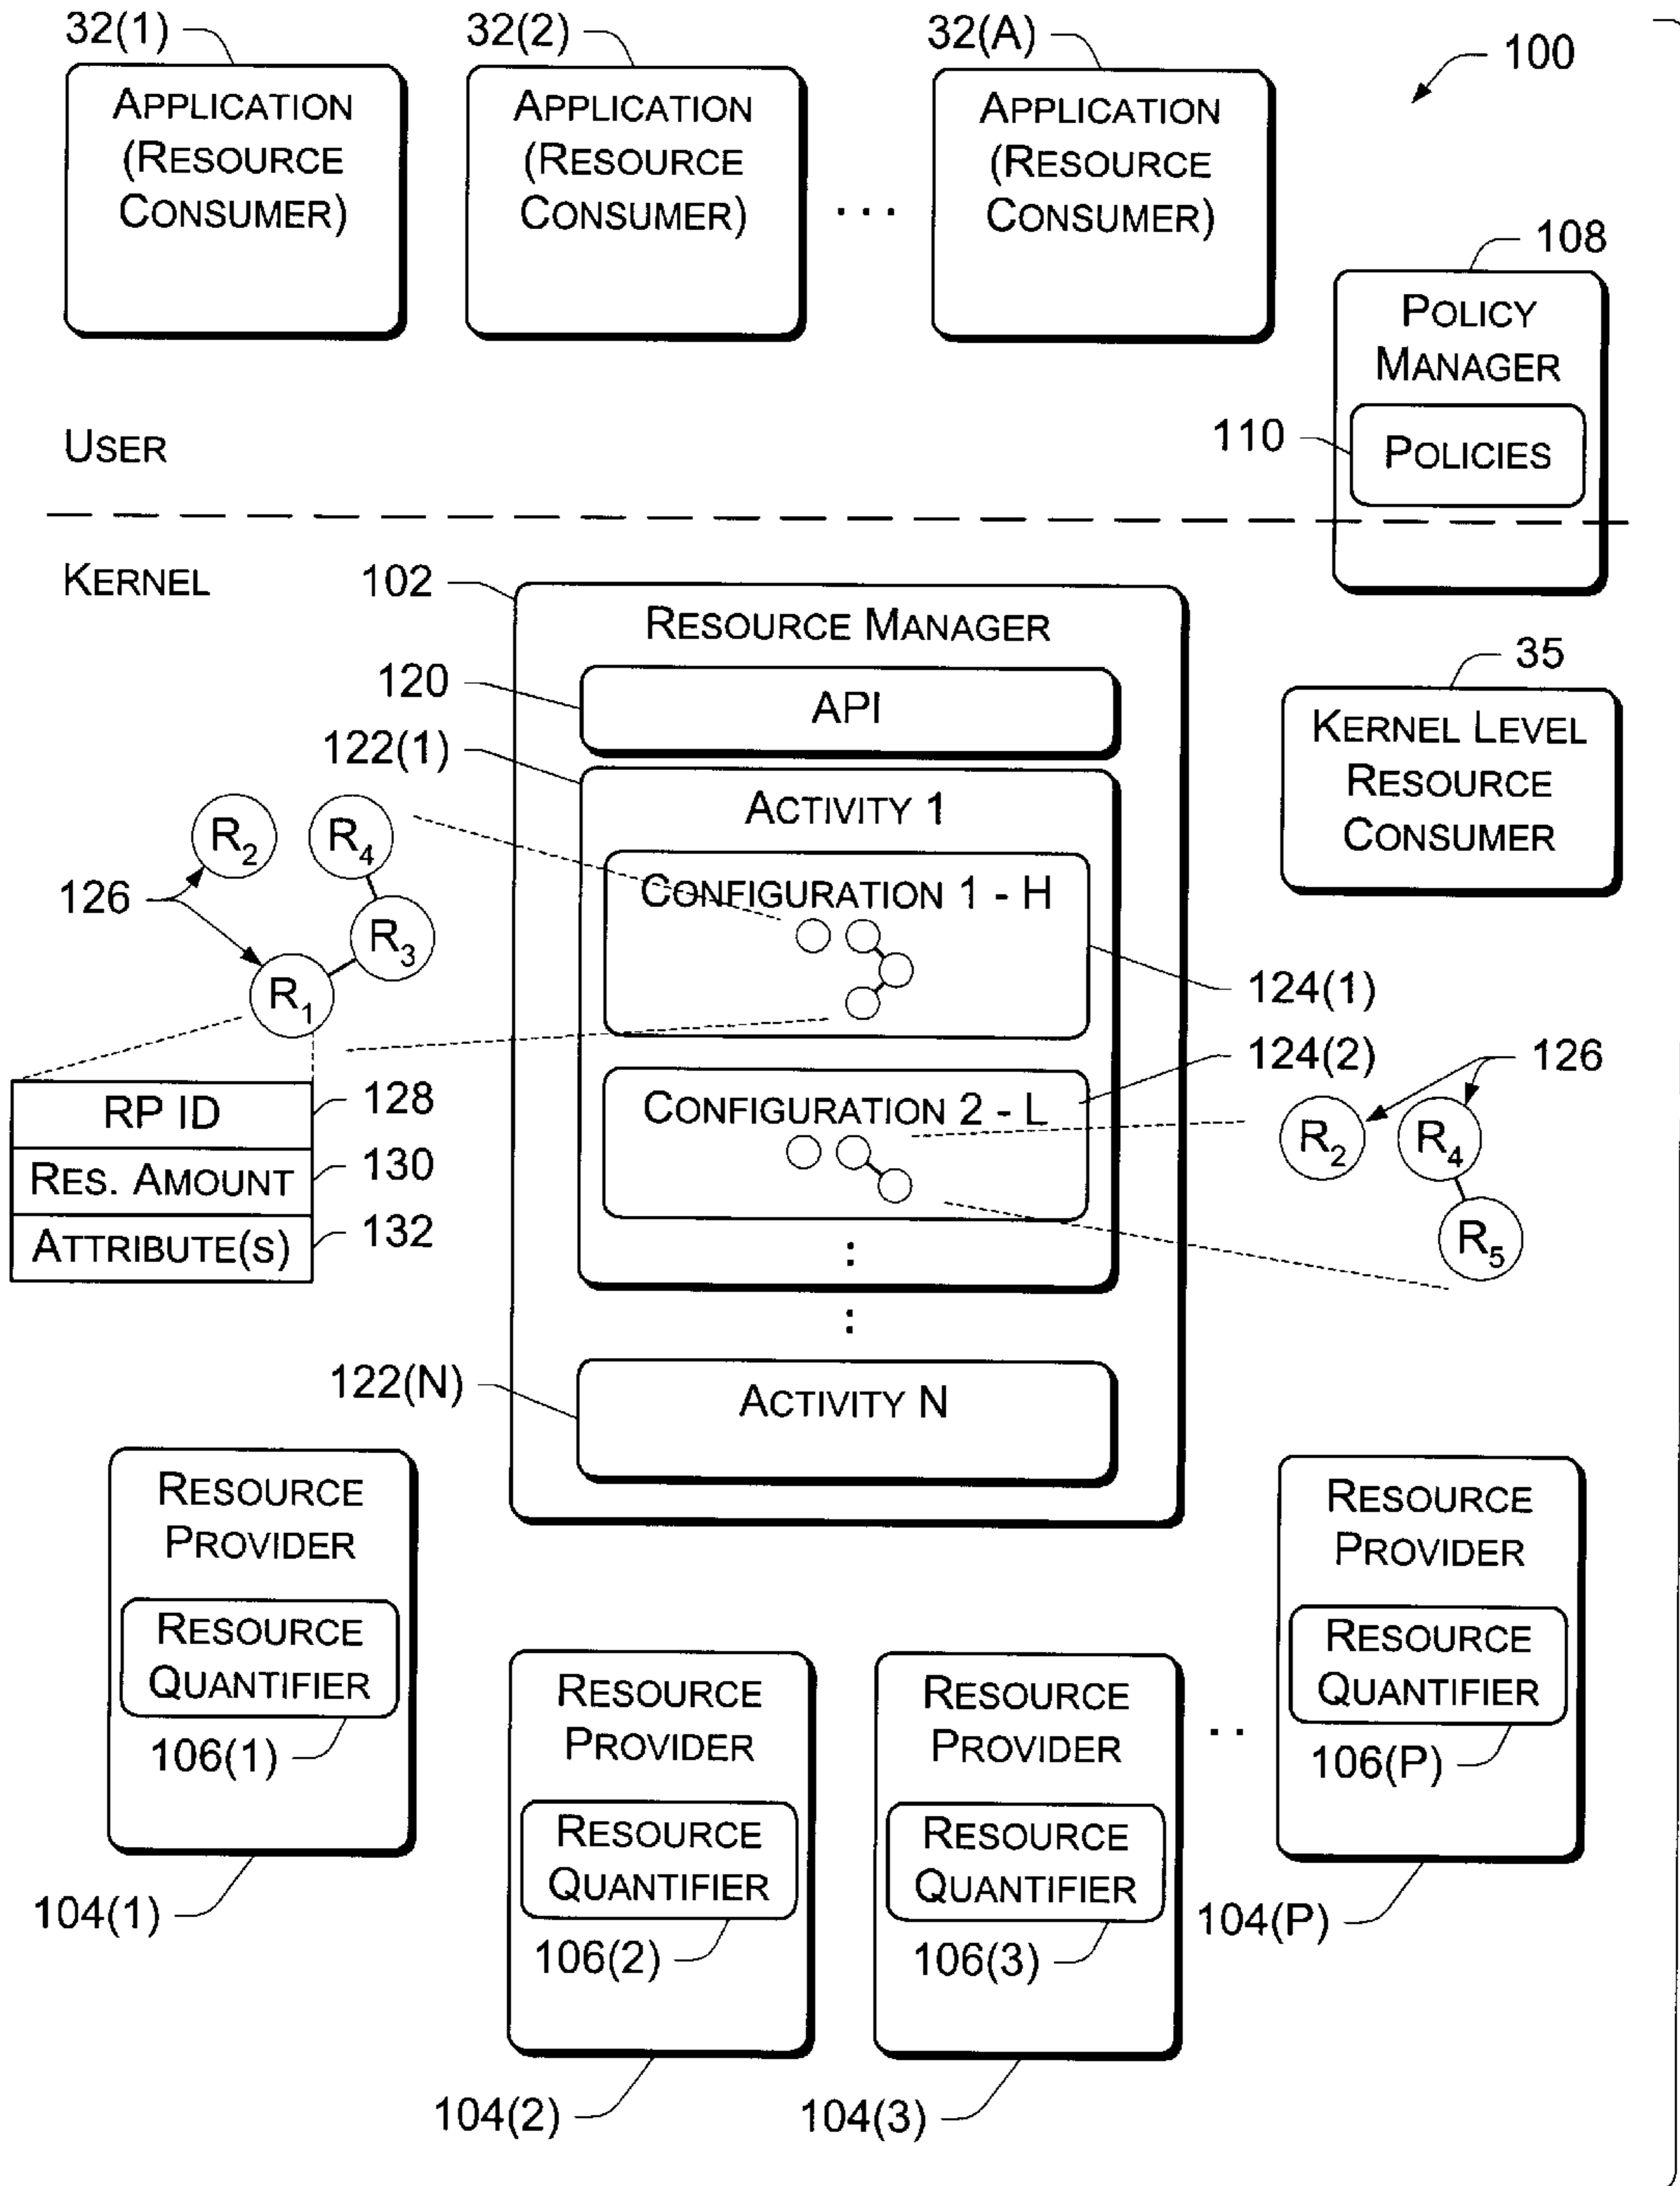 32(1)
32(2)
32(A)
100
APPLICATION
(RESOURCE
CONSUMER)
APPLICATION
(RESOURCE
CONSUMER)
...
APPLICATION
(RESOURCE
CONSUMER)
108
POLICY
MANAGER
110
POLICIES
USER
KERNEL
102
RESOURCE MANAGER
120
API
35
KERNEL LEVEL
RESOURCE
CONSUMER
122(1)
ACTIVITY 1
CONFIGURATION 1 - H
124(1)
R2
R4
126
R3
R1
RP ID
128
RES. AMOUNT
130
ATTRIBUTE(S)
132
124(2)
CONFIGURATION 2 - L
126
R2
R4
R5
:
:
122(N)
ACTIVITY N
RESOURCE
PROVIDER
RESOURCE
QUANTIFIER
106(1)
104(1)
RESOURCE
PROVIDER
RESOURCE
QUANTIFIER
106(2)
104(2)
RESOURCE
PROVIDER
RESOURCE
QUANTIFIER
106(3)
104(3)
..
RESOURCE
PROVIDER
RESOURCE
QUANTIFIER
106(P)
104(P)